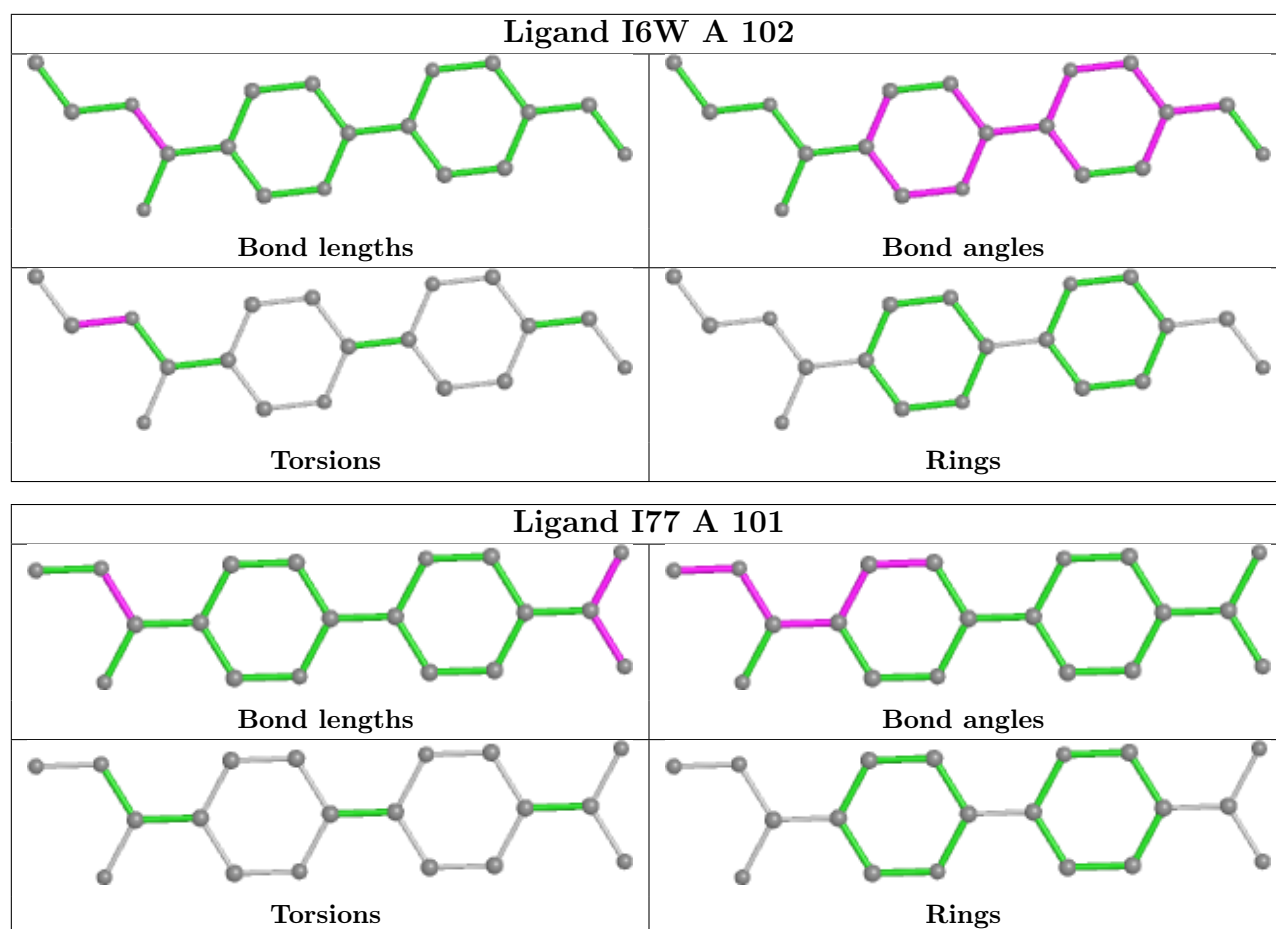 Ligand I6W A 102
Bond lengths
Bond angles
Torsions
Rings
Ligand I77 A 101
Bond lengths
Bond angles
Torsions
Rings